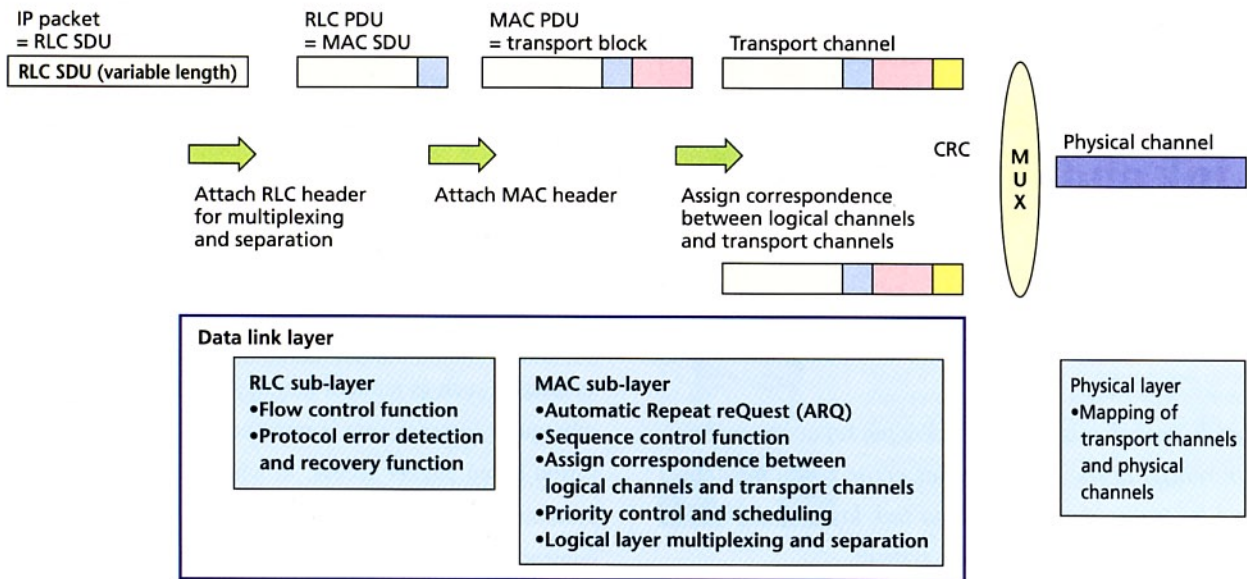 IP packet
= RLC SDU
RLC SDU (variable length)
RLC PDU
= MAC SDU
MAC PDU
= transport block
Transport channel
Attach RLC header
for multiplexing
and separation
Attach MAC header
Assign correspondence
between logical channels
and transport channels
CRC
MUX
Physical channel
Data link layer
RLC sub-layer
•Flow control function
•Protocol error detection
and recovery function
MAC sub-layer
•Automatic Repeat reQuest (ARQ)
•Sequence control function
•Assign correspondence between
logical channels and transport channels
•Priority control and scheduling
•Logical layer multiplexing and separation
Physical layer
•Mapping of
transport channels
and physical
channels